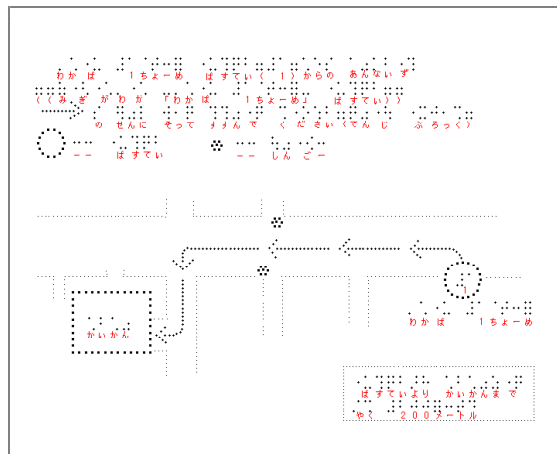 わかば 1ちょーめ ばすてい(1)からの あんないず
((みぎ がわが 「わかば 1ちょーめ」 ばすてい))
の せんに そって すすんで ください(てんじ ぶろっく)
ーー ばすてい
ーー しんごー
1
わかば 1ちょーめ
かいかん
ばすていより かいかんまで
やく 200メートル